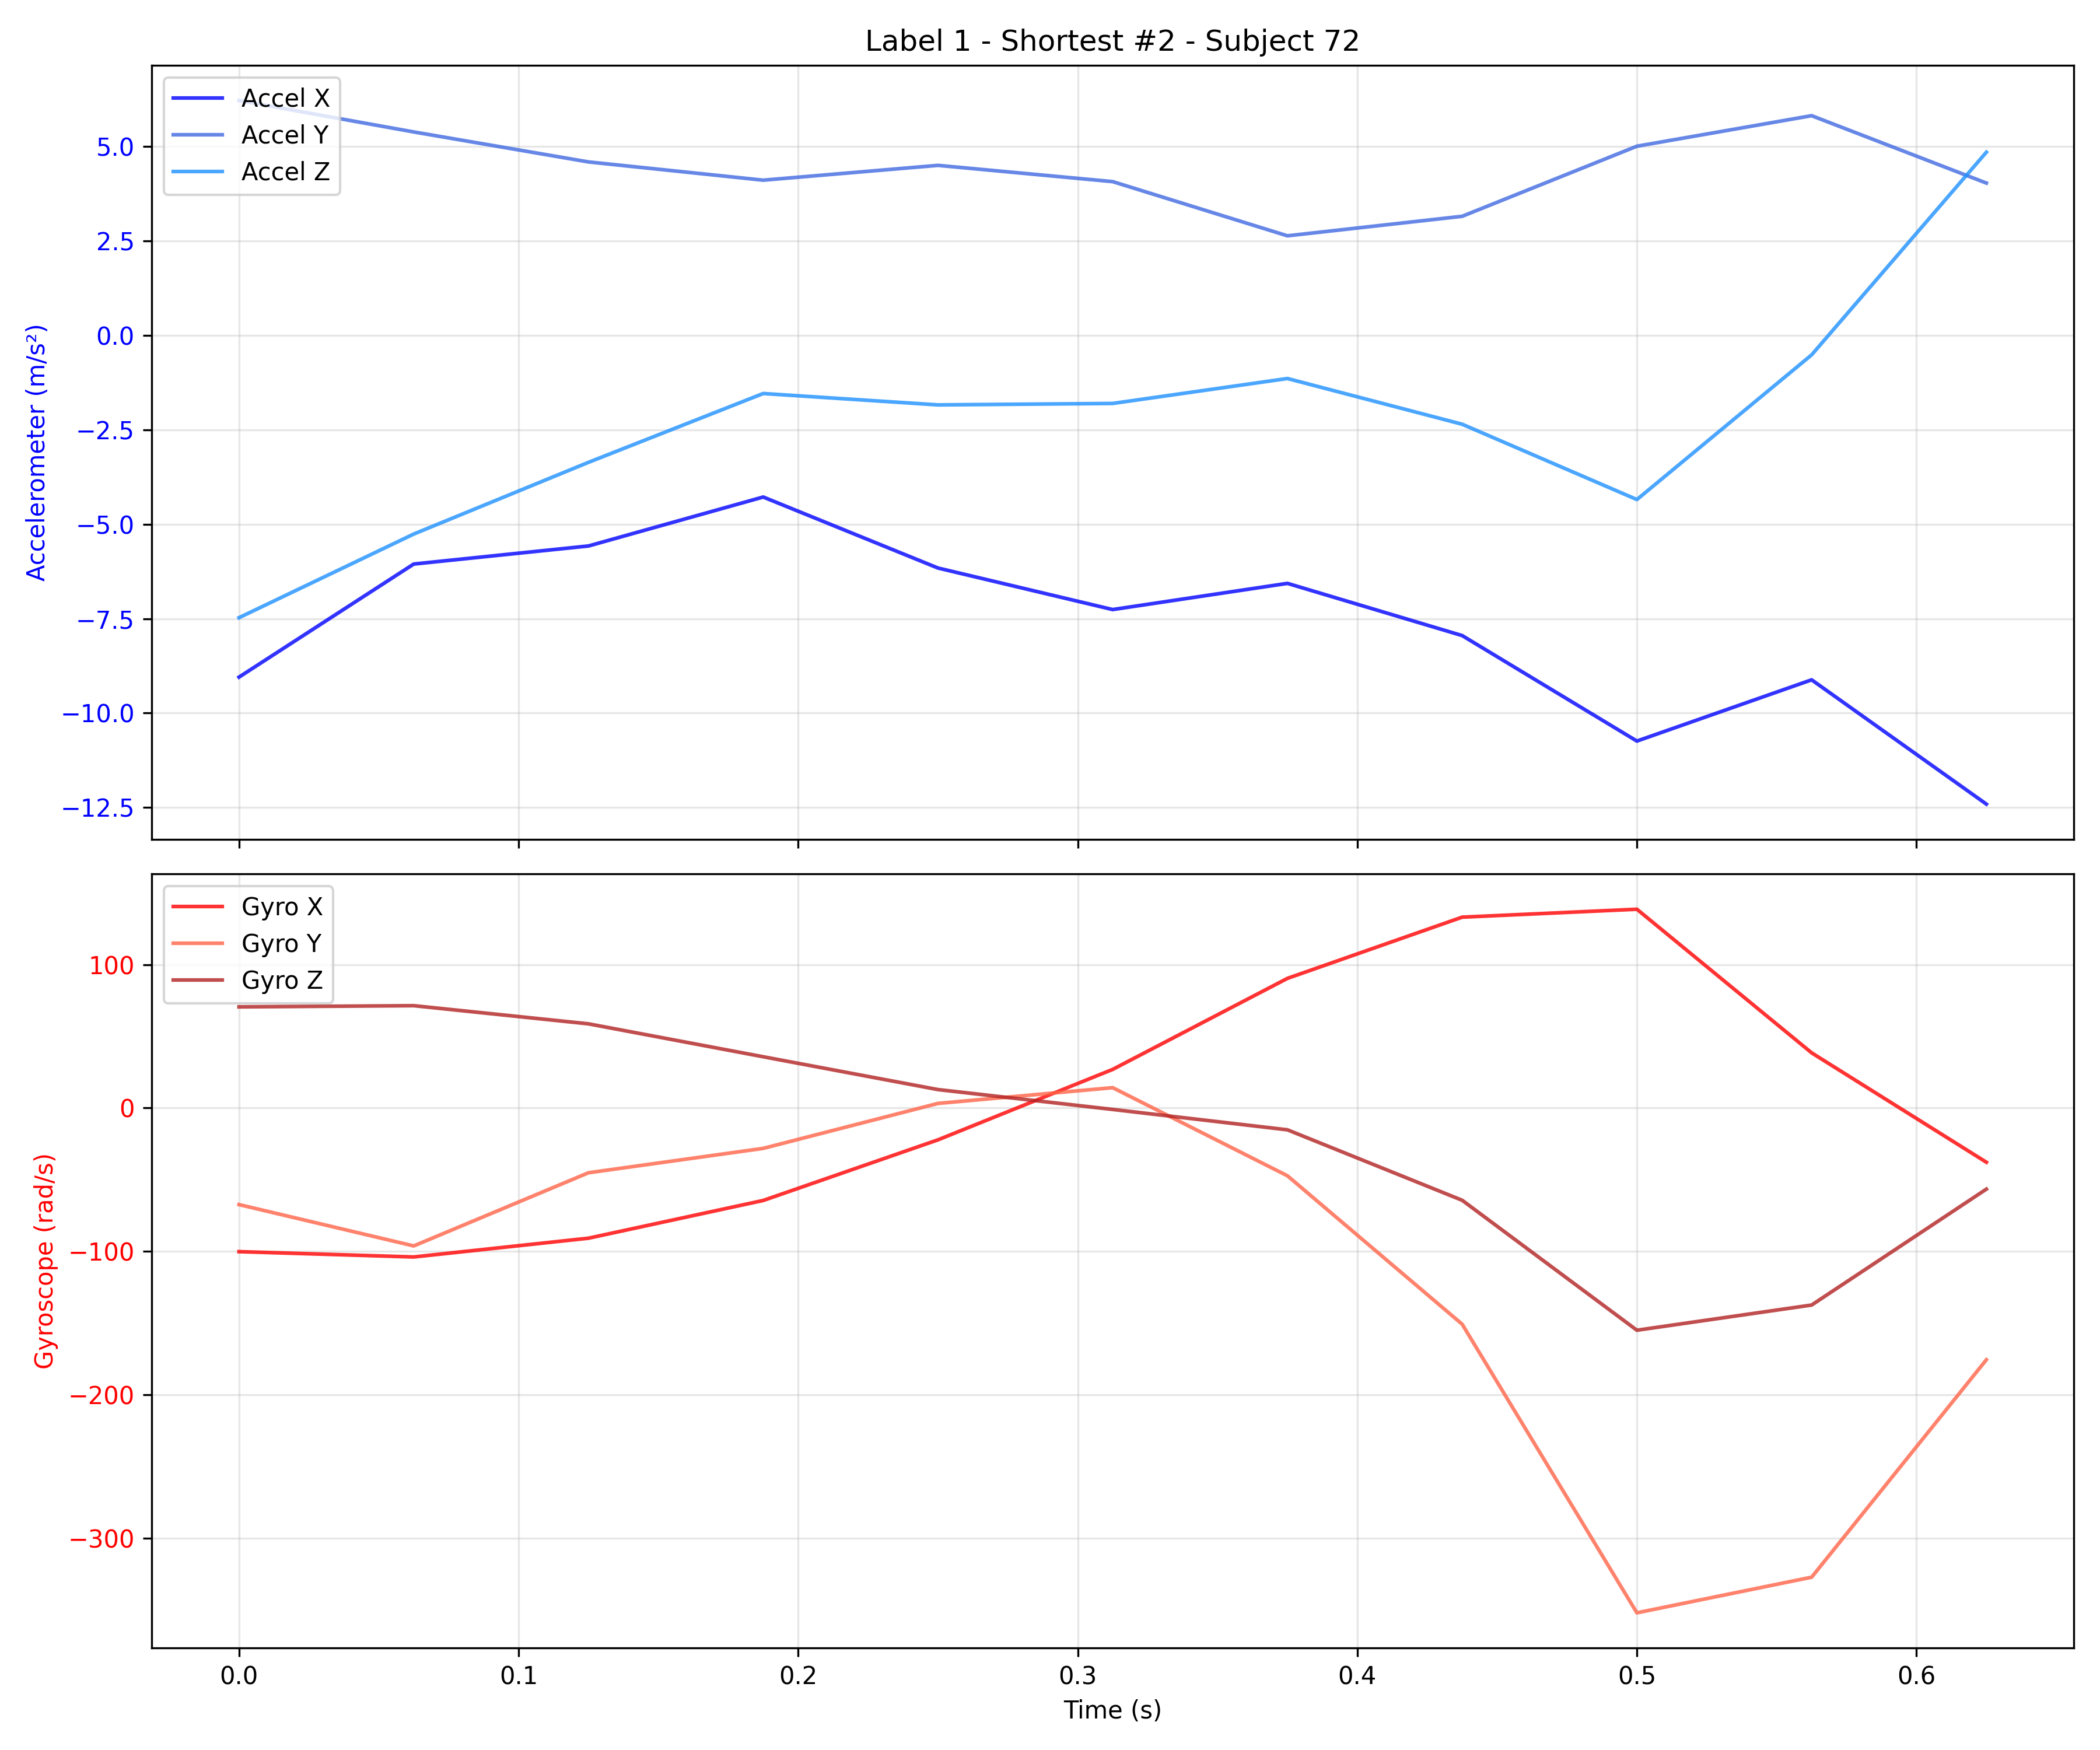 Label 1 - Shortest #2 - Subject 72
Accel X
Accel Y
Accel Z
5.0
2.5
0.0
−2.5
−5.0
−7.5
−10.0
−12.5
Accelerometer (m/s²)
Gyro X
Gyro Y
Gyro Z
100
0
−100
−200
−300
Gyroscope (rad/s)
0.0 0.1 0.2 0.3 0.4 0.5 0.6
Time (s)